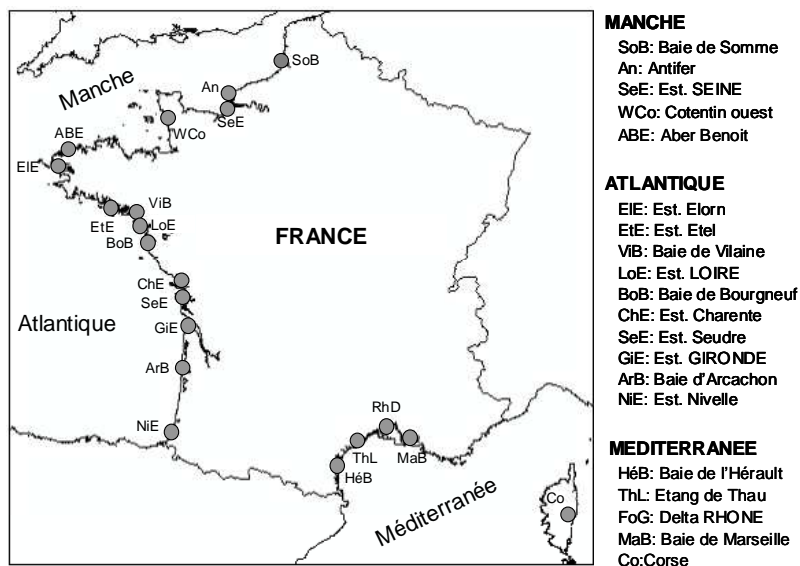 Manche
SoB
An
SeE
WCo
ABE
ElE
EtE
ViB
LoE
BoB
FRANCE
ChE
SeE
Atlantique
GiE
ArB
NiE
RhD
ThL
MaB
HéB
Méditerranée
Co
MANCHE
SoB: Baie de Somme
An: Antifer
SeE: Est. SEINE
WCo: Cotentin ouest
ABE: Aber Benoit
ATLANTIQUE
ElE: Est. Elorn
EtE: Est. Etel
ViB: Baie de Vilaine
LoE: Est. LOIRE
BoB: Baie de Bourgneuf
ChE: Est. Charente
SeE: Est. Seudre
GiE: Est. GIRONDE
ArB: Baie d'Arcachon
NiE: Est. Nivelle
MEDITERRANEE
HéB: Baie de l'Hérault
ThL: Etang de Thau
FoG: Delta RHONE
MaB: Baie de Marseille
Co:Corse